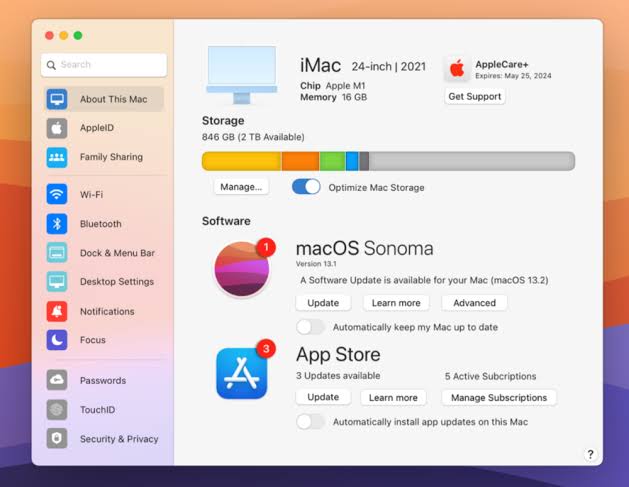 Search
About This Mac
AppleID
Family Sharing
Wi-Fi
Bluetooth
Dock & Menu Bar
Desktop Settings
Notifications
Focus
Passwords
TouchID
Security & Privacy
iMac 24-inch | 2021
Chip Apple M1
Memory 16 GB
AppleCare+
Expires: May 25, 2024
Get Support
Storage
846 GB (2 TB Available)
Manage...
Optimize Mac Storage
Software
1
macOS Sonoma
Version 13.1
A Software Update is available for your Mac (macOS 13.2)
Update Learn more Advanced
Automatically keep my Mac up to date
3
App Store
3 Updates available 5 Active Subcriptions
Update Learn more Manage Subscriptions
Automatically install app updates on this Mac
?